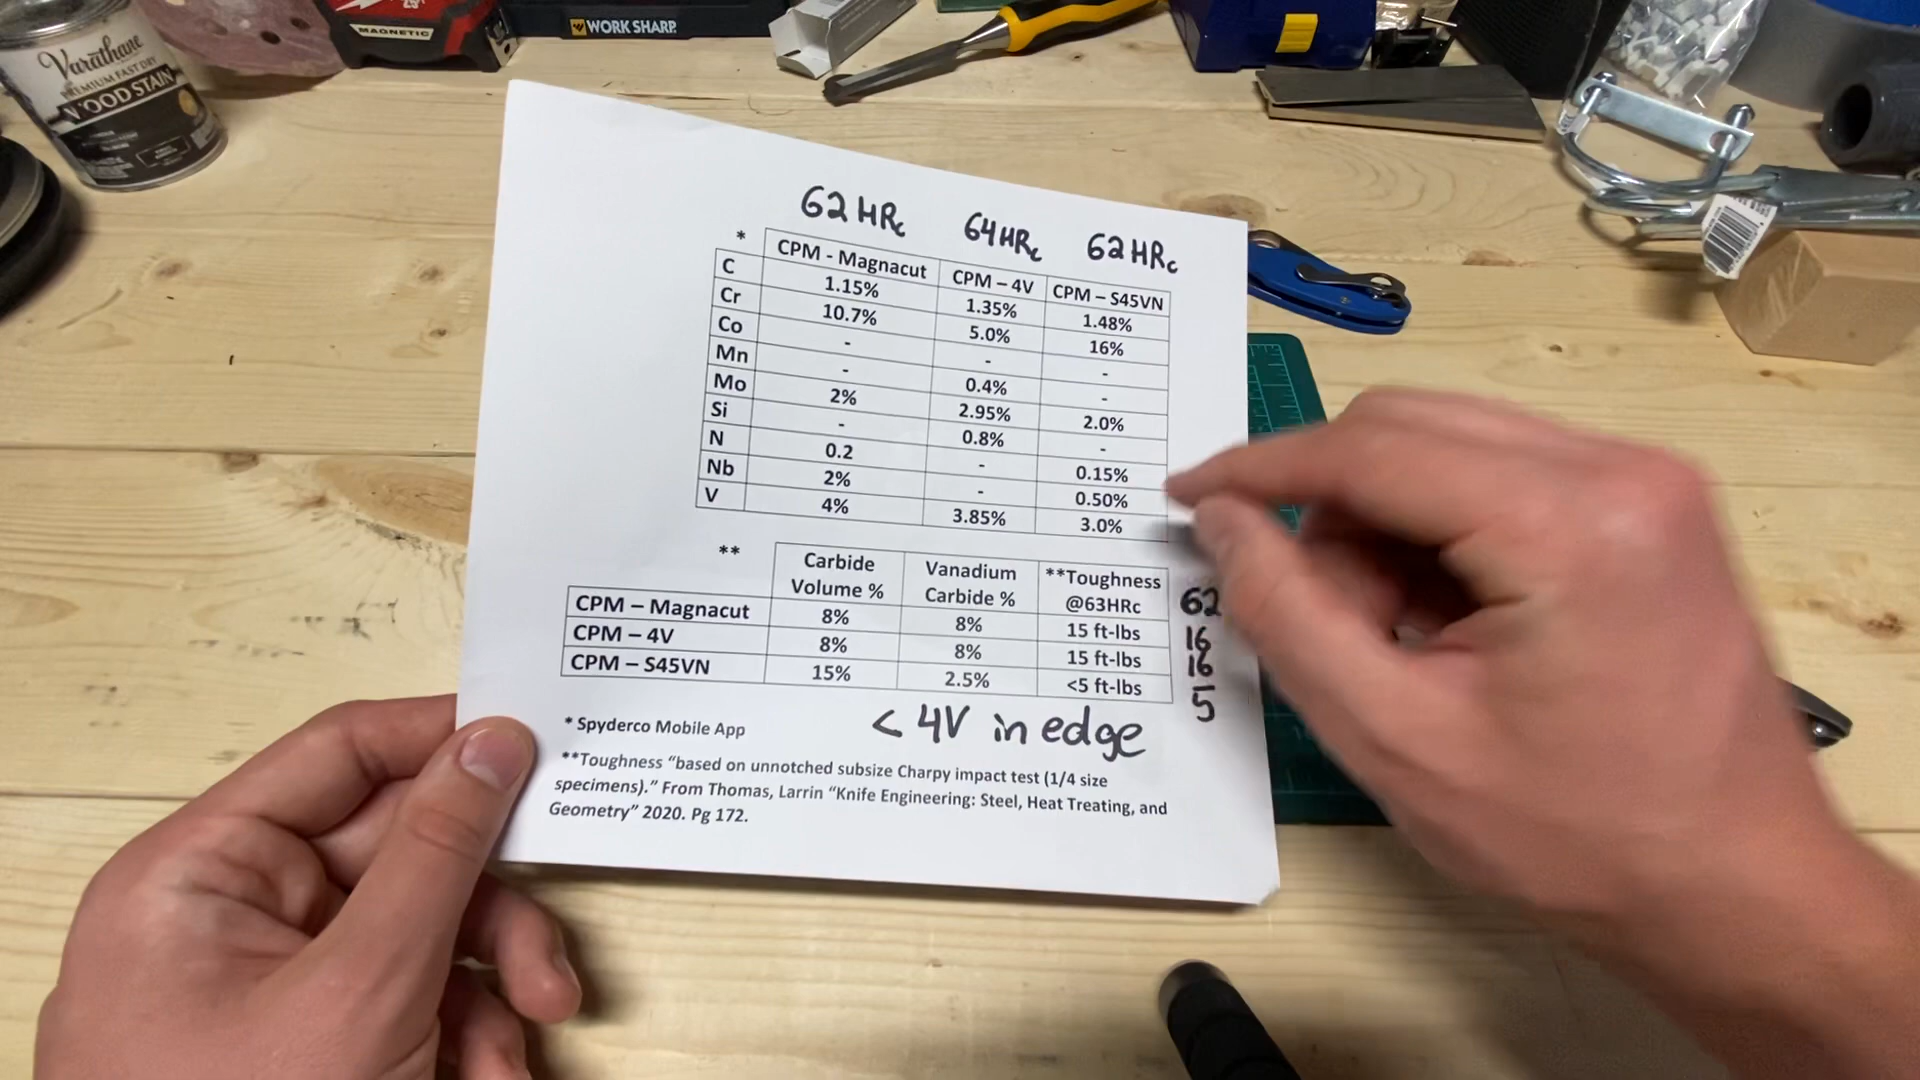 Varathane
PREMIUM FAST DRY
WOOD STAIN
MAGNETIC
WORK SHARP
62 HRc 64 HRc 62 HRc
* CPM - Magnacut CPM – 4V CPM – S45VN
C 1.15% 1.35% 1.48%
Cr 10.7% 5.0% 16%
Co - - -
Mn - 0.4% -
Mo 2% 2.95% 2.0%
Si - 0.8% -
N 0.2 - 0.15%
Nb 2% - 0.50%
V 4% 3.85% 3.0%
** Carbide Volume % Vanadium Carbide % **Toughness @63HRc 62
CPM – Magnacut 8% 8% 15 ft-lbs 16
CPM – 4V 8% 8% 15 ft-lbs 16
CPM – S45VN 15% 2.5% <5 ft-lbs 5
< 4V in edge
* Spyderco Mobile App
**Toughness "based on unnotched subsize Charpy impact test (1/4 size
specimens)." From Thomas, Larrin "Knife Engineering: Steel, Heat Treating, and
Geometry" 2020. Pg 172.